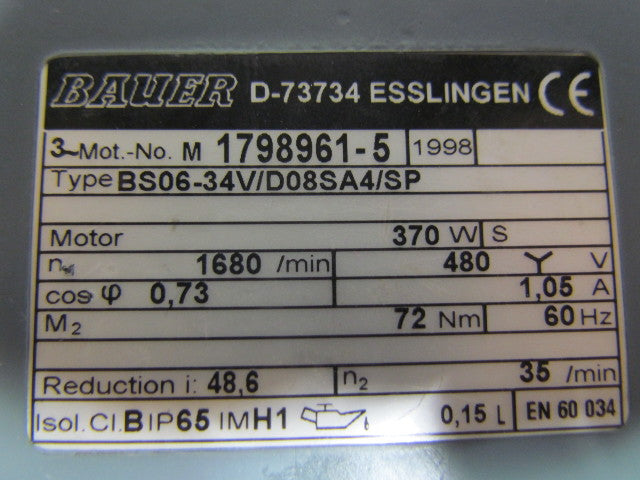 BAUER D-73734 ESSLINGEN CE
3~Mot.-No. M 1798961-5 1998
Type BS06-34V/D08SA4/SP
Motor 370 W S
n₁ 1680 /min 480 Y V
cos φ 0,73 1,05 A
M2 72 Nm 60 Hz
Reduction i: 48,6 n2 35 /min
Isol.Cl.B IP65 IMH1 0,15 L EN 60 034